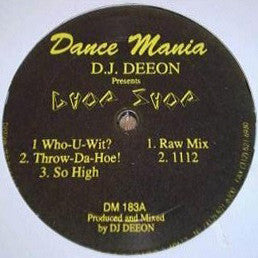 Dance Mania
D.J. DEEON
Presents
1 Who-U-Wit?
2. Throw-Da-Hoe!
3. So High
1. Raw Mix
2. 1112
DM 183A
Produced and Mixed
by DJ DEEON